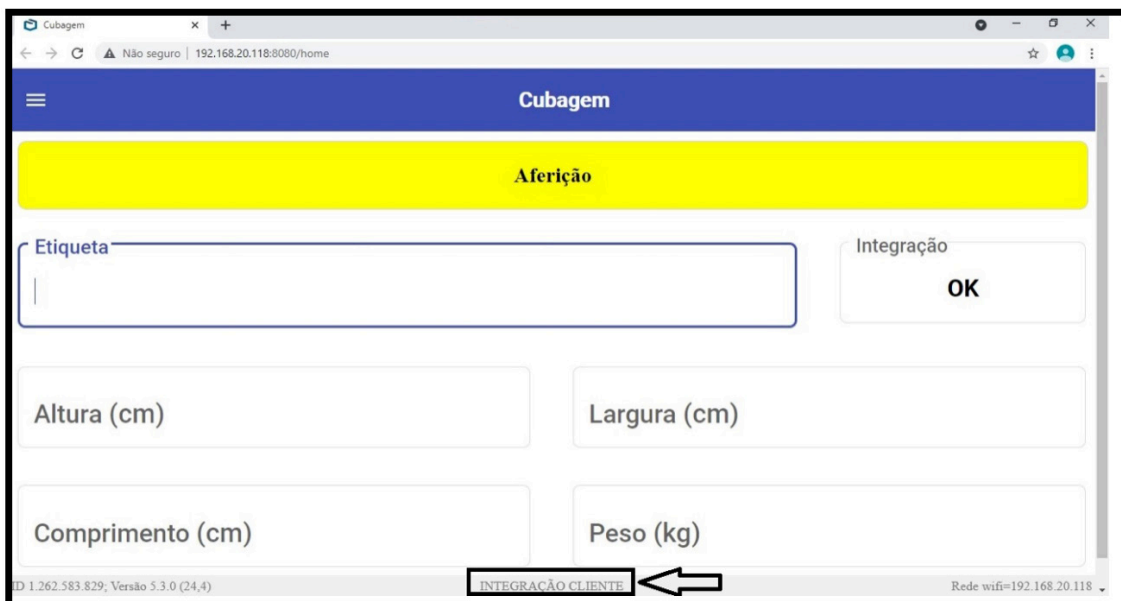 Cubagem
Não seguro | 192.168.20.118:8080/home
Cubagem
Aferição
Etiqueta
Integração
OK
Altura (cm)
Largura (cm)
Comprimento (cm)
Peso (kg)
ID 1.262.583.829; Versão 5.3.0 (24,4)
INTEGRAÇÃO CLIENTE
Rede wifi=192.168.20.118